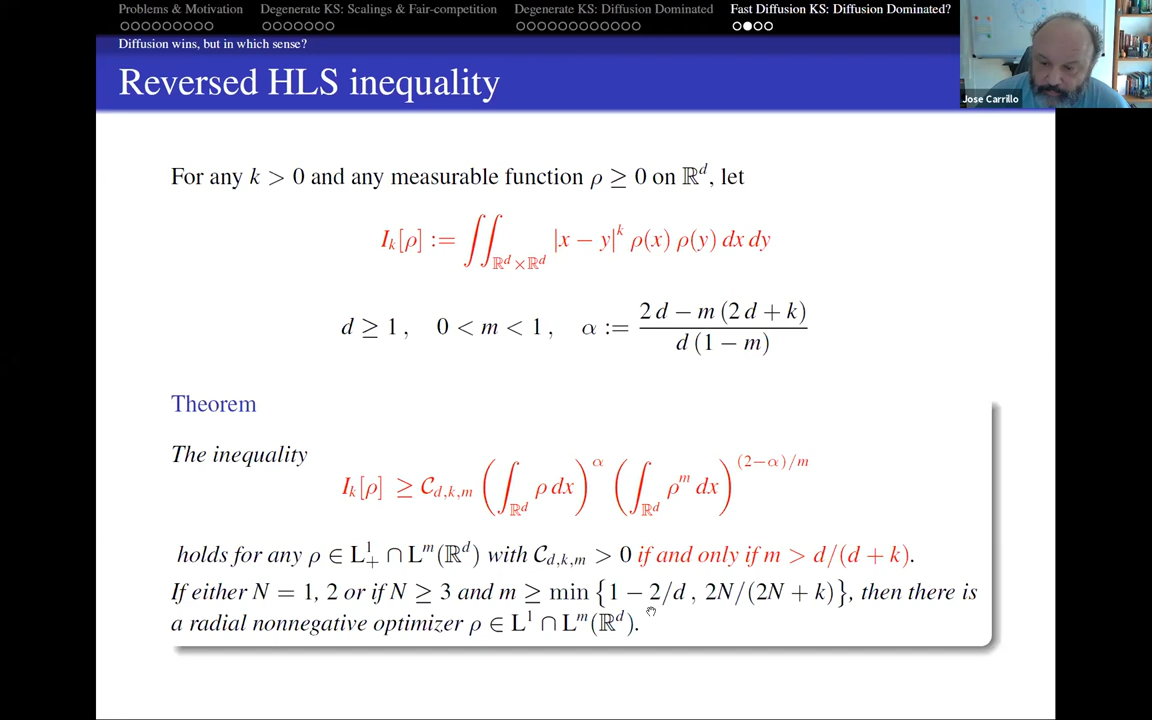 Problems & Motivation Degenerate KS: Scalings & Fair-competition Degenerate KS: Diffusion Dominated Fast Diffusion KS: Diffusion Dominated?
Diffusion wins, but in which sense?
Reversed HLS inequality
Jose Carrillo
For any k > 0 and any measurable function ρ ≥ 0 on ℝ^d, let
I_k[ρ] := ∬_{ℝ^d×ℝ^d} |x − y|^k ρ(x) ρ(y) dx dy
d ≥ 1 , 0 < m < 1 , α := (2 d − m (2 d + k)) / (d (1 − m))
Theorem
The inequality
I_k[ρ] ≥ C_{d,k,m} (∫_{ℝ^d} ρ dx)^α (∫_{ℝ^d} ρ^m dx)^{(2−α)/m}
holds for any ρ ∈ L^1_+ ∩ L^m(ℝ^d) with C_{d,k,m} > 0 if and only if m > d/(d + k).
If either N = 1, 2 or if N ≥ 3 and m ≥ min {1 − 2/d , 2N/(2N + k)}, then there is
a radial nonnegative optimizer ρ ∈ L^1 ∩ L^m(ℝ^d).